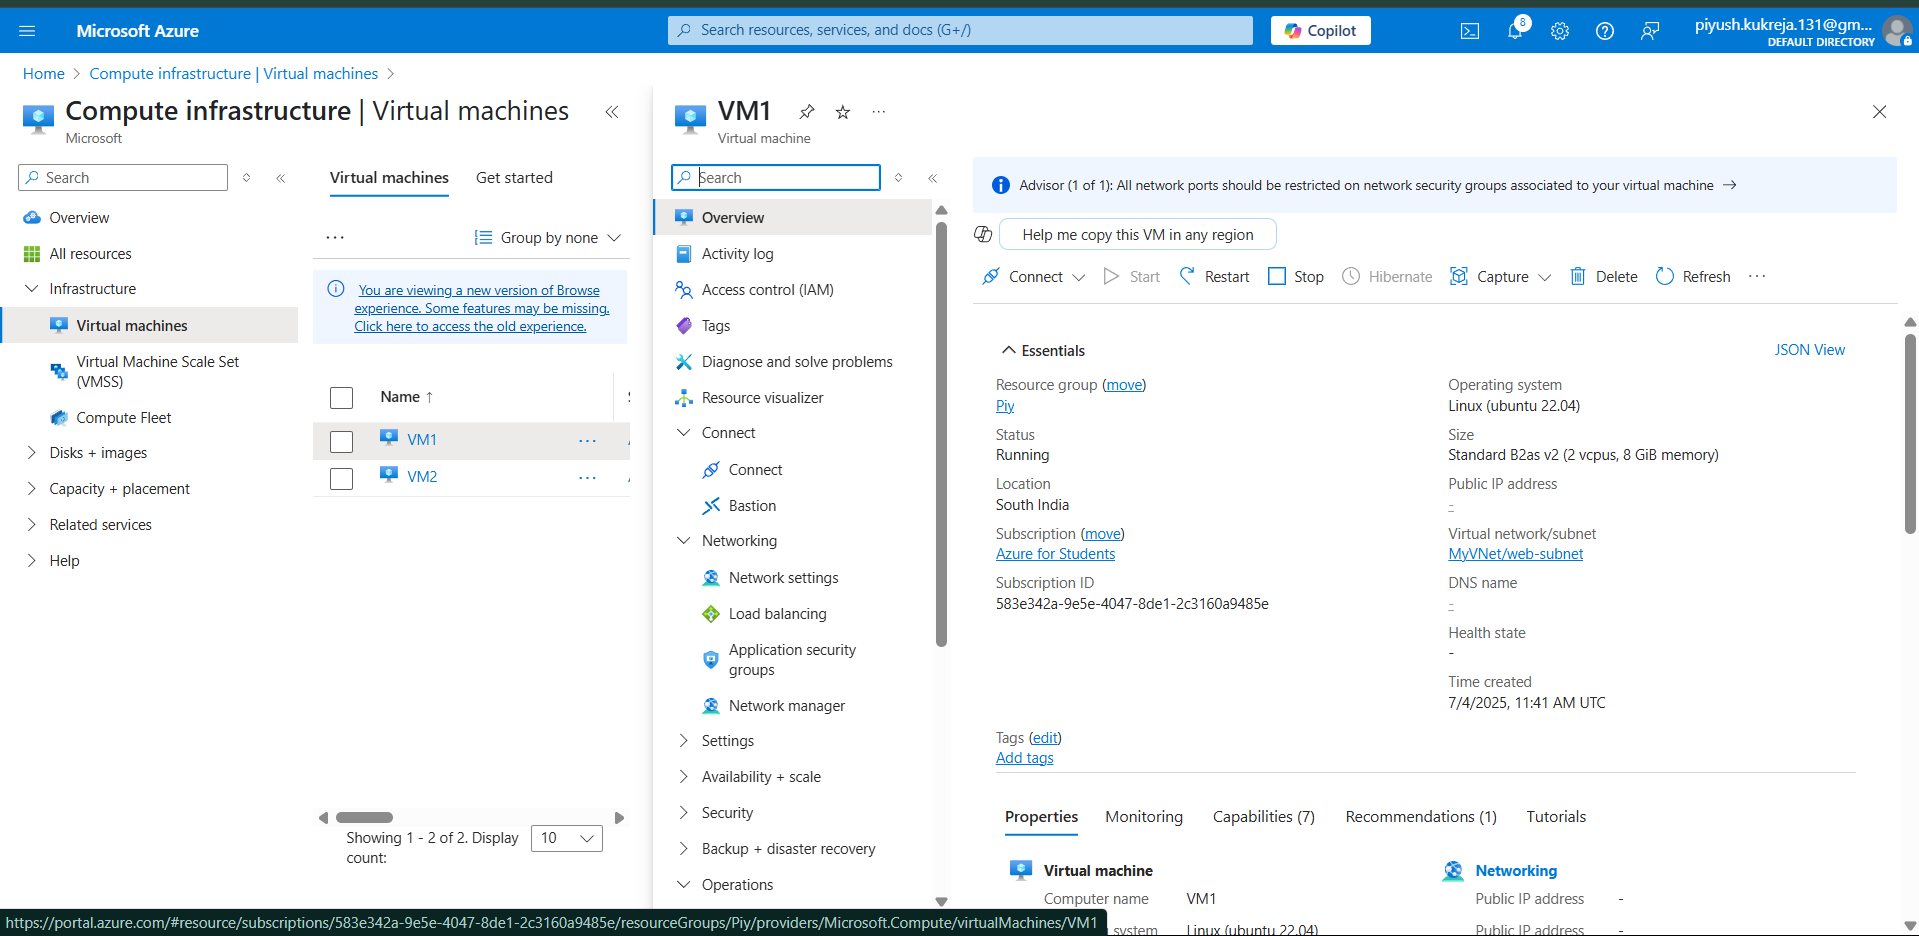 Microsoft Azure
Search resources, services, and docs (G+/)
Copilot
8
piyush.kukreja.131@gm...
DEFAULT DIRECTORY
Home > Compute infrastructure | Virtual machines >
Compute infrastructure | Virtual machines
Microsoft
Search
Overview
All resources
Infrastructure
Virtual machines
Virtual Machine Scale Set
(VMSS)
Compute Fleet
Disks + images
Capacity + placement
Related services
Help
Virtual machines
Get started
...
Group by none
You are viewing a new version of Browse
experience. Some features may be missing.
Click here to access the old experience.
Name ↑
VM1 ...
VM2 ...
Showing 1 - 2 of 2. Display
count:
10
VM1
...
Virtual machine
Search
Overview
Activity log
Access control (IAM)
Tags
Diagnose and solve problems
Resource visualizer
Connect
Connect
Bastion
Networking
Network settings
Load balancing
Application security
groups
Network manager
Settings
Availability + scale
Security
Backup + disaster recovery
Operations
Advisor (1 of 1): All network ports should be restricted on network security groups associated to your virtual machine →
Help me copy this VM in any region
Connect
Start
Restart
Stop
Hibernate
Capture
Delete
Refresh
...
Essentials
JSON View
Resource group (move)
Piy
Status
Running
Location
South India
Subscription (move)
Azure for Students
Subscription ID
583e342a-9e5e-4047-8de1-2c3160a9485e
Operating system
Linux (ubuntu 22.04)
Size
Standard B2as v2 (2 vcpus, 8 GiB memory)
Public IP address
-
Virtual network/subnet
MyVNet/web-subnet
DNS name
-
Health state
-
Time created
7/4/2025, 11:41 AM UTC
Tags (edit)
Add tags
Properties
Monitoring
Capabilities (7)
Recommendations (1)
Tutorials
Virtual machine
Computer name VM1
system Linux (ubuntu 22.04)
Networking
Public IP address -
Public IP address -
https://portal.azure.com/#resource/subscriptions/583e342a-9e5e-4047-8de1-2c3160a9485e/resourceGroups/Piy/providers/Microsoft.Compute/virtualMachines/VM1